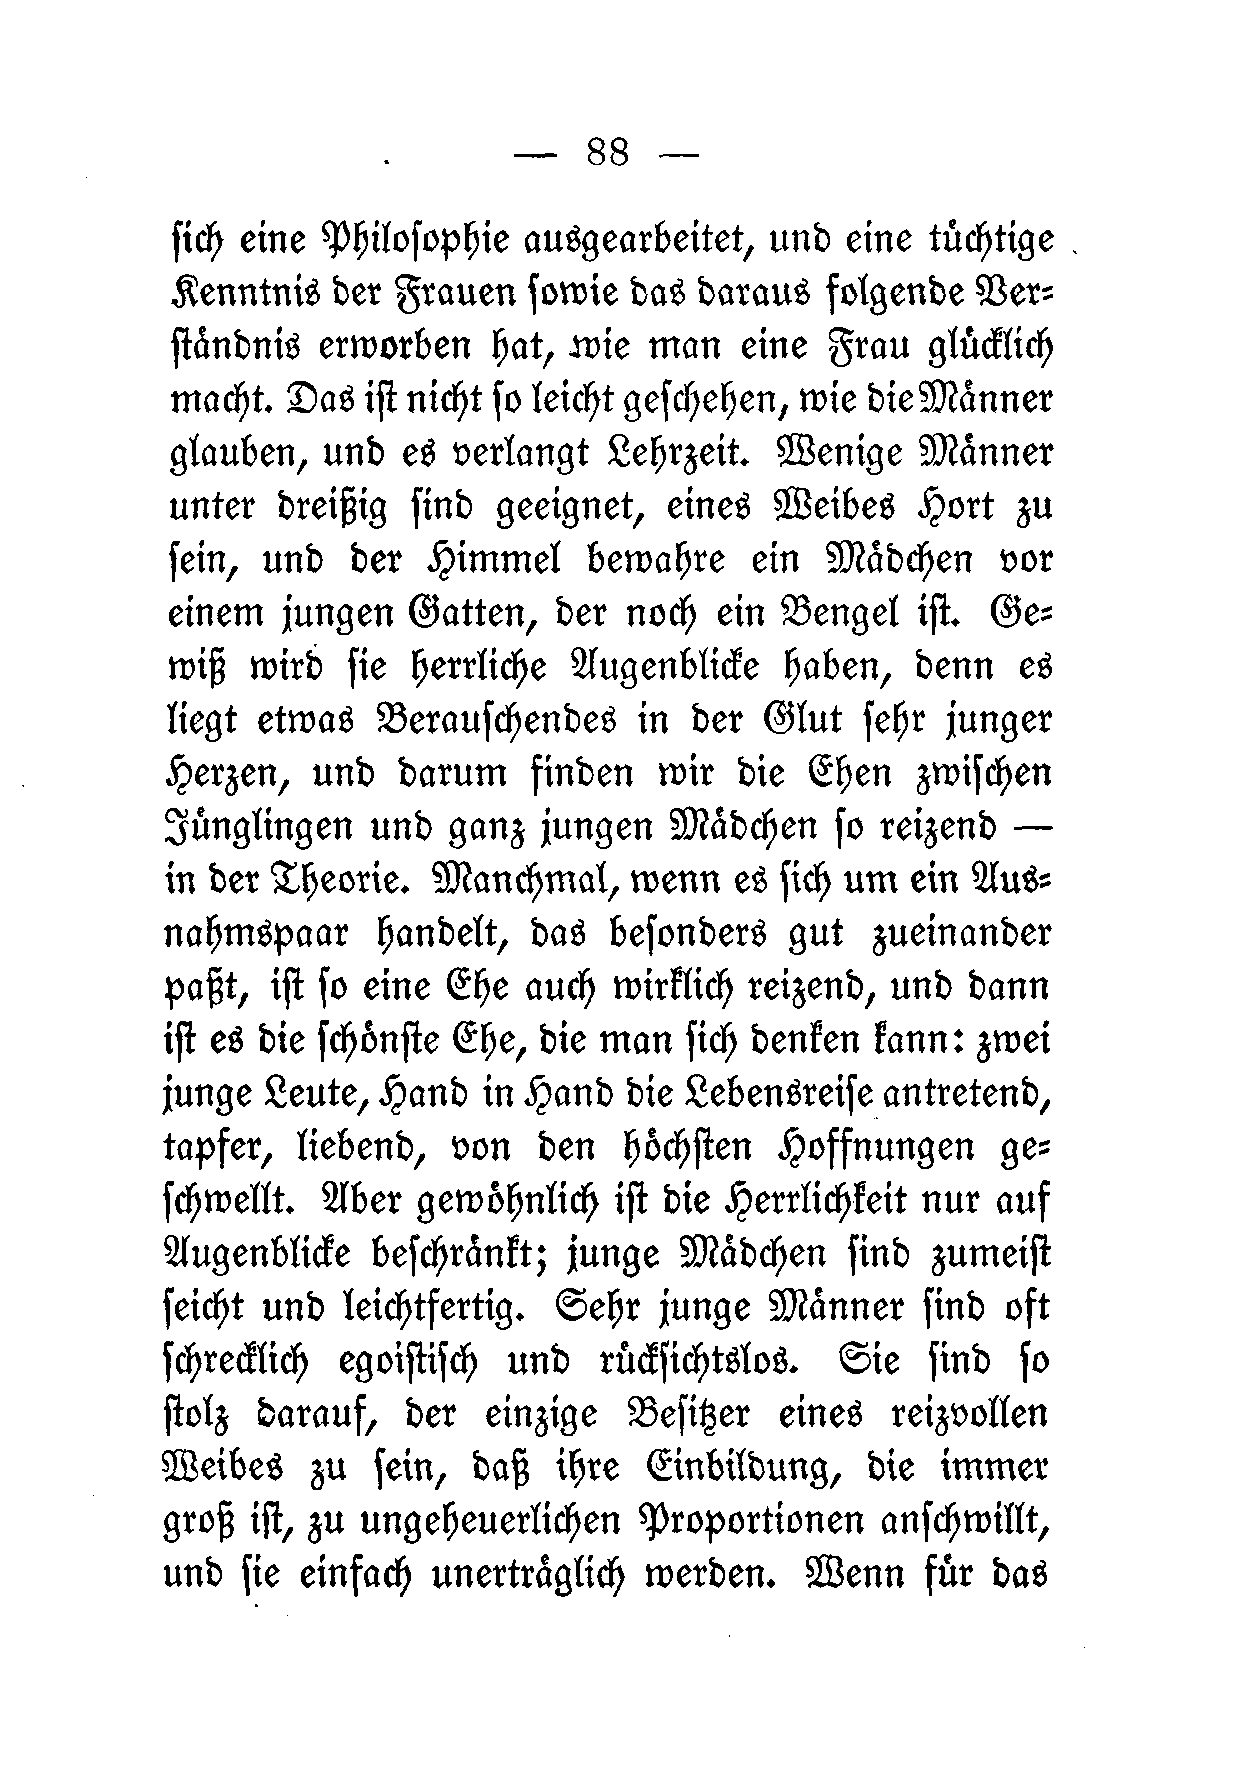 — 88 —
ſich eine Philoſophie ausgearbeitet, und eine tüchtige
Kenntnis der Frauen ſowie das daraus folgende Ver⸗
ſtändnis erworben hat, wie man eine Frau glücklich
macht. Das iſt nicht ſo leicht geſchehen, wie die Männer
glauben, und es verlangt Lehrzeit. Wenige Männer
unter dreißig ſind geeignet, eines Weibes Hort zu
ſein, und der Himmel bewahre ein Mädchen vor
einem jungen Gatten, der noch ein Bengel iſt. Ge⸗
wiß wird ſie herrliche Augenblicke haben, denn es
liegt etwas Berauſchendes in der Glut ſehr junger
Herzen, und darum finden wir die Ehen zwiſchen
Jünglingen und ganz jungen Mädchen ſo reizend —
in der Theorie. Manchmal, wenn es ſich um ein Aus⸗
nahmspaar handelt, das beſonders gut zueinander
paßt, iſt ſo eine Ehe auch wirklich reizend, und dann
iſt es die ſchönſte Ehe, die man ſich denken kann: zwei
junge Leute, Hand in Hand die Lebensreiſe antretend,
tapfer, liebend, von den höchſten Hoffnungen ge⸗
ſchwellt. Aber gewöhnlich iſt die Herrlichkeit nur auf
Augenblicke beſchränkt; junge Mädchen ſind zumeiſt
ſeicht und leichtfertig. Sehr junge Männer ſind oft
ſchrecklich egoiſtiſch und rückſichtslos. Sie ſind ſo
ſtolz darauf, der einzige Beſitzer eines reizvollen
Weibes zu ſein, daß ihre Einbildung, die immer
groß iſt, zu ungeheuerlichen Proportionen anſchwillt,
und ſie einfach unerträglich werden. Wenn für das